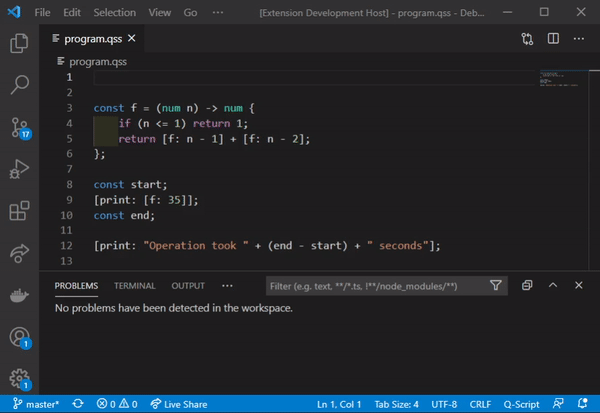 File Edit Selection View ... [Extension Development Host] - program.qss - Deb...
program.qss
program.qss
1
2
3 const f = (num n) -> num {
4     if (n <= 1) return 1;
5     return [f: n - 1] + [f: n - 2];
6 };
7
8 const start;
9 [print: [f: 35]];
10 const end;
11
12 [print: "Operation took " + (end - start) + " seconds"];
13
17
1
1
PROBLEMS TERMINAL OUTPUT ... Filter (e.g. text, **/*.ts, !**/node_modules/**)
No problems have been detected in the workspace.
master* 0 0 Live Share Ln 1, Col 1 Tab Size: 4 UTF-8 CRLF Q-Script